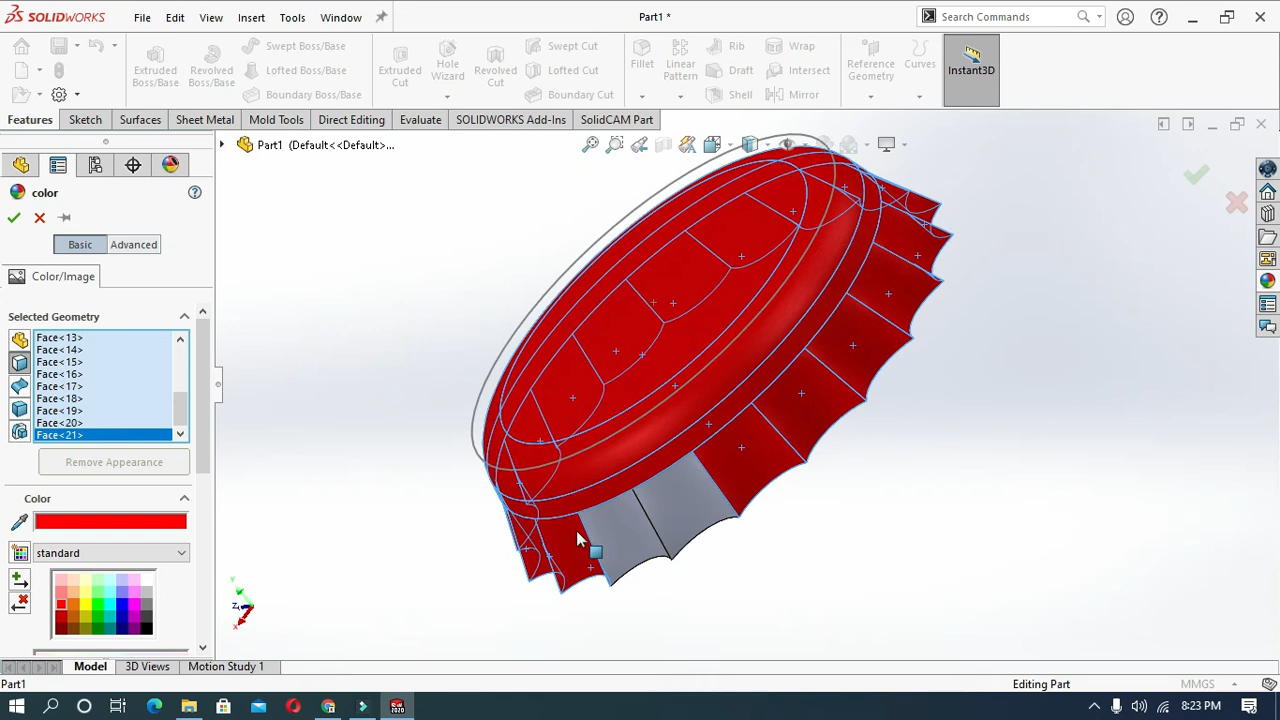 SOLIDWORKS File Edit View Insert Tools Window Part1 * Search Commands
Extruded Boss/Base
Revolved Boss/Base
Swept Boss/Base
Lofted Boss/Base
Boundary Boss/Base
Extruded Cut
Hole Wizard
Revolved Cut
Swept Cut
Lofted Cut
Boundary Cut
Fillet
Linear Pattern
Rib
Draft
Shell
Wrap
Intersect
Mirror
Reference Geometry
Curves
Instant3D
Features Sketch Surfaces Sheet Metal Mold Tools Direct Editing Evaluate SOLIDWORKS Add-Ins SolidCAM Part
Part1 (Default<<Default>...
color
Basic Advanced
Color/Image
Selected Geometry
Face<13>
Face<14>
Face<15>
Face<16>
Face<17>
Face<18>
Face<19>
Face<20>
Face<21>
Remove Appearance
Color
standard
Y
Z
X
Model 3D Views Motion Study 1
Part1 Editing Part MMGS
8:23 PM